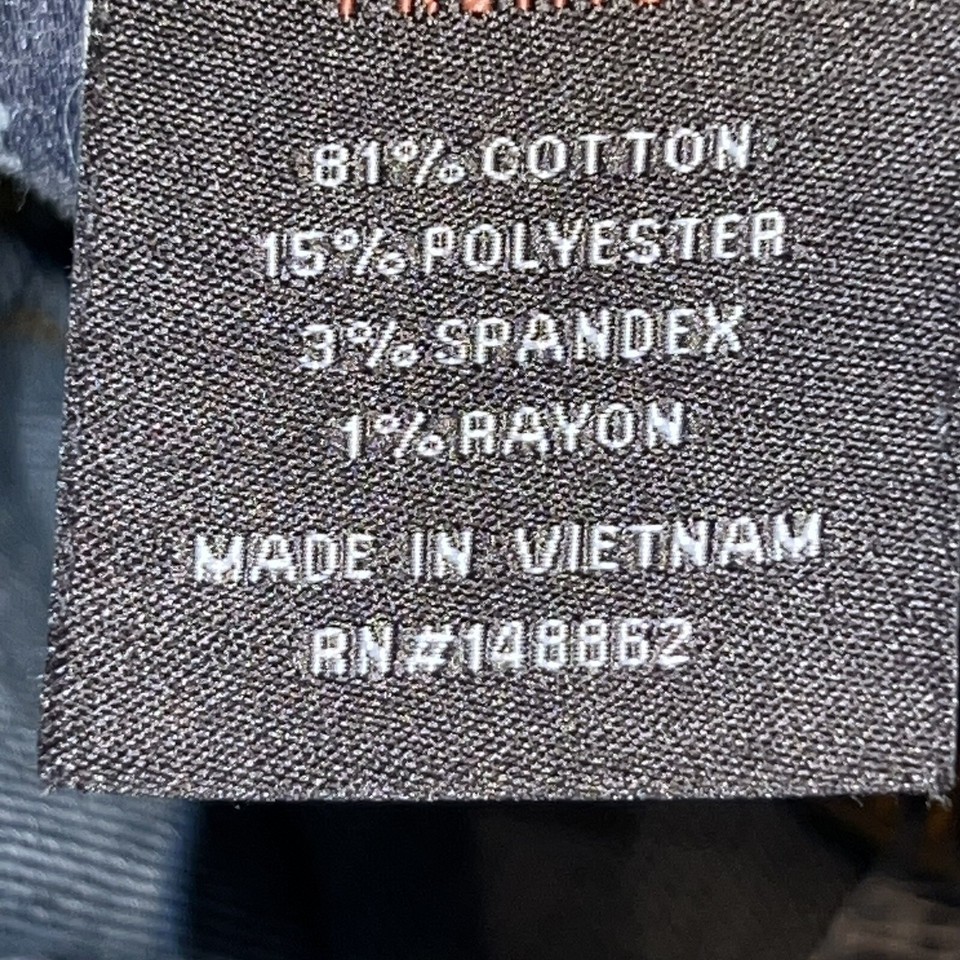 81% COTTON
15% POLYESTER
3% SPANDEX
1% RAYON
MADE IN VIETNAM
RN#148862